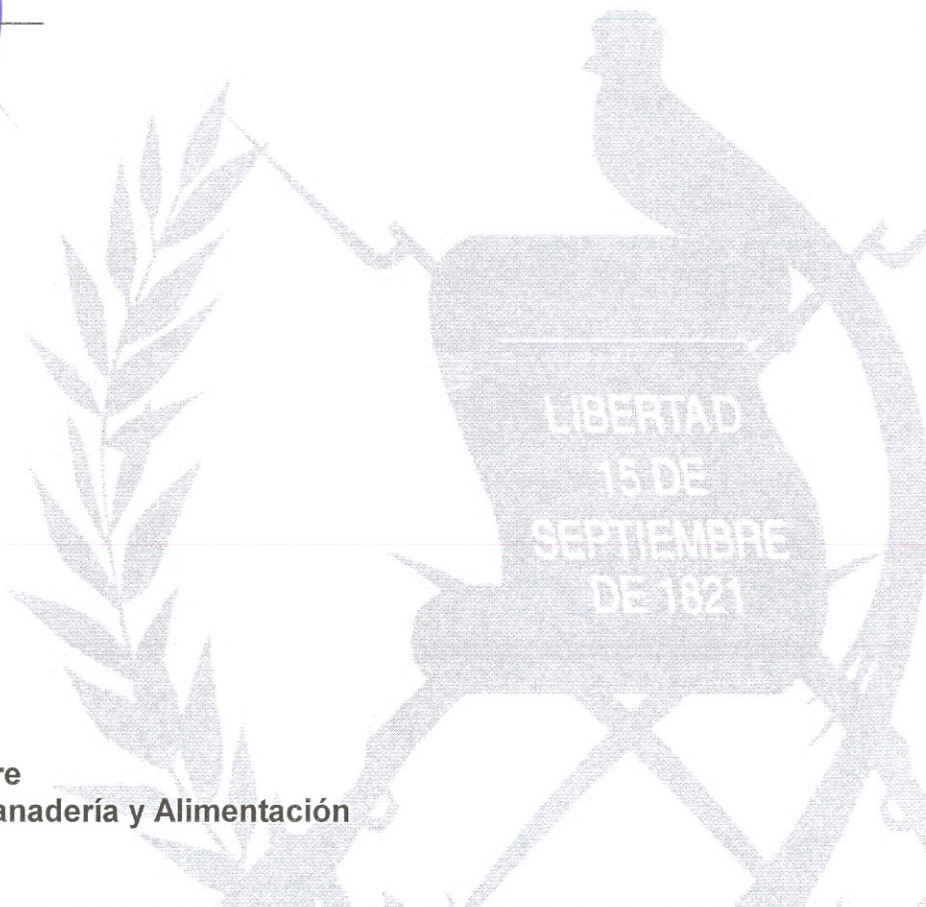 LIBERTAD
15 DE
SEPTIEMBRE
DE 1821
re
anadería y Alimentación